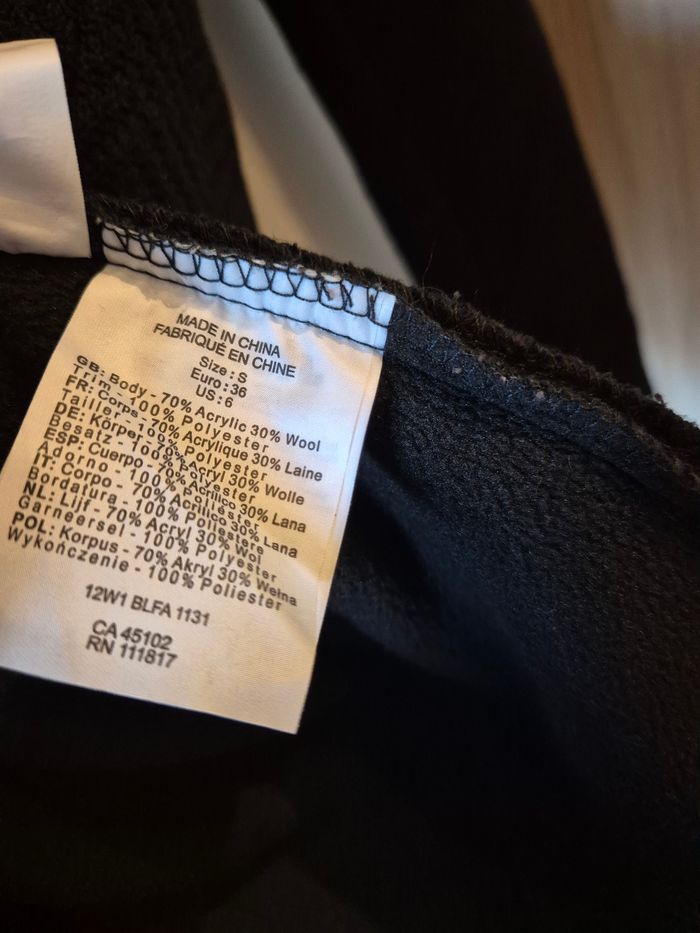 MADE IN CHINA
FABRIQUÉ EN CHINE
Size: S
Euro: 36
US: 6
GB: Body - 70% Acrylic 30% Wool
Trim - 100% Polyester
FR: Corps - 70% Acrylique 30% Laine
Taille - 100% Polyester
DE: Körper - 70% Acryl 30% Wolle
Besatz - 100% Polyester
ESP: Cuerpo - 70% Acrílico 30% Lana
Adorno - 100% Poliéster
IT: Corpo - 70% Acrilico 30% Lana
Bordatura - 100% Poliestere
NL: Lijf - 70% Acryl 30% Wol
Garneersel - 100% Polyester
POL: Korpus - 70% Akryl 30% Wełna
Wykończenie - 100% Poliester
12W1 BLFA 1131
CA 45102
RN 111817